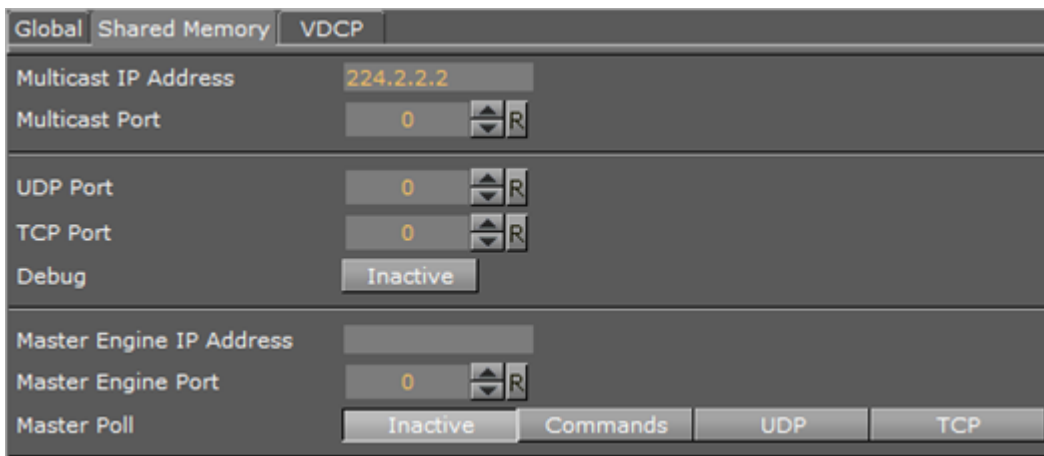 Global Shared Memory VDCP
Multicast IP Address 224.2.2.2
Multicast Port 0 R
UDP Port 0 R
TCP Port 0 R
Debug Inactive
Master Engine IP Address
Master Engine Port 0 R
Master Poll Inactive Commands UDP TCP